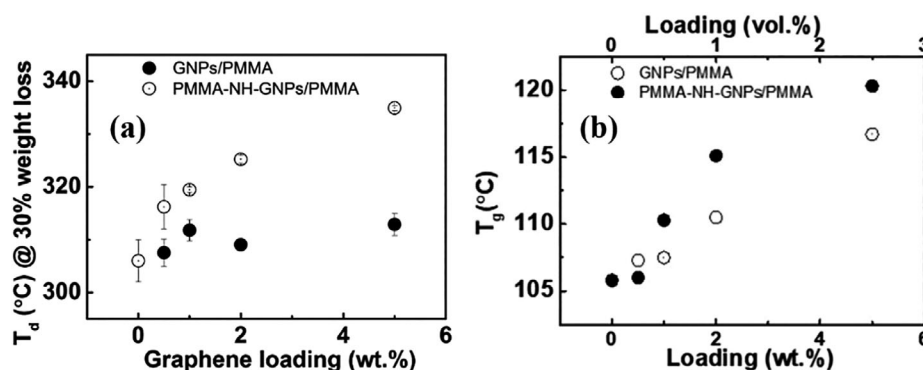 GNPs/PMMA
PMMA-NH-GNPs/PMMA
(a)
340
320
300
T_d (°C) @ 30% weight loss
0 2 4 6
Graphene loading (wt.%)
Loading (vol.%)
0 1 2 3
GNPs/PMMA
PMMA-NH-GNPs/PMMA
(b)
120
115
110
105
T_g(°C)
0 2 4 6
Loading (wt.%)